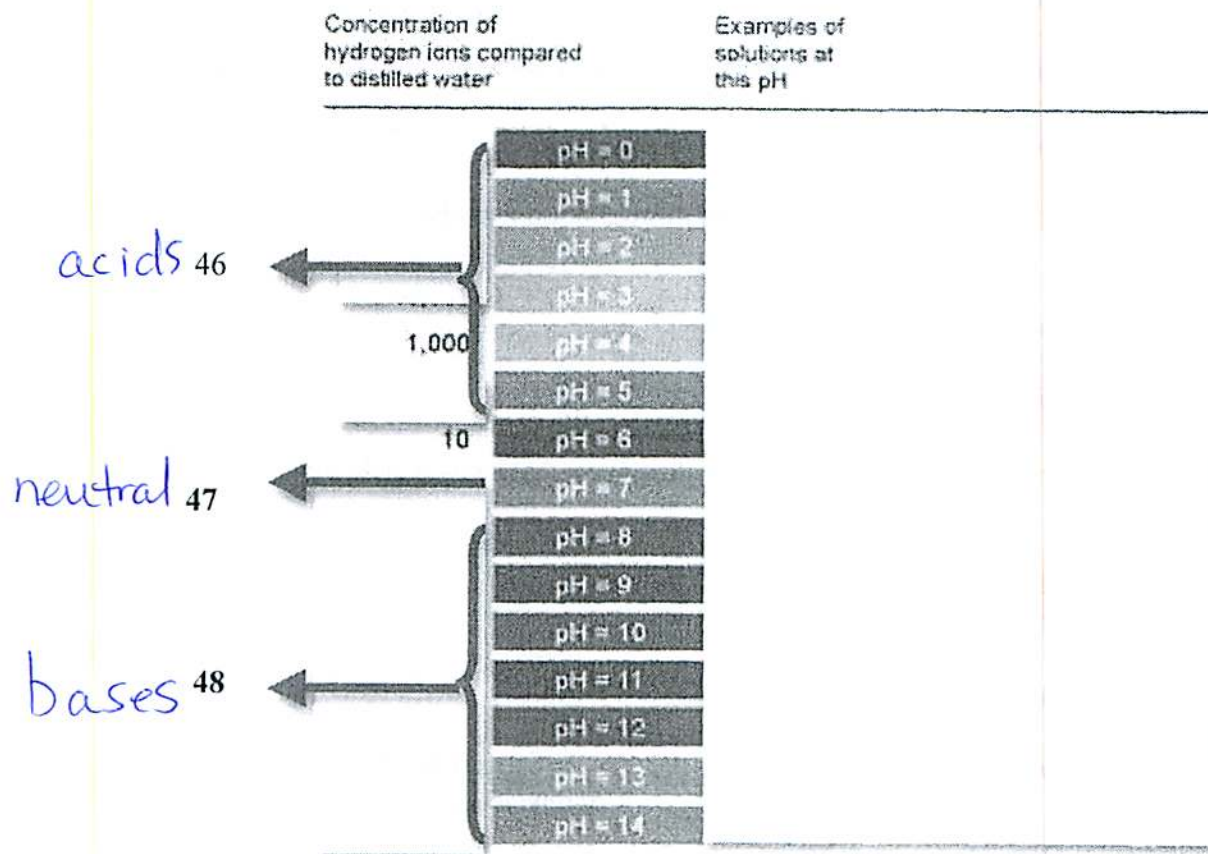 Concentration of
hydrogen ions compared
to distilled water
Examples of
solutions at
this pH
pH = 0
pH = 1
pH = 2
acids 46
pH = 3
1,000
pH = 4
pH = 5
10
pH = 6
neutral 47
pH = 7
pH = 8
pH = 9
pH = 10
bases 48
pH = 11
pH = 12
pH = 13
pH = 14